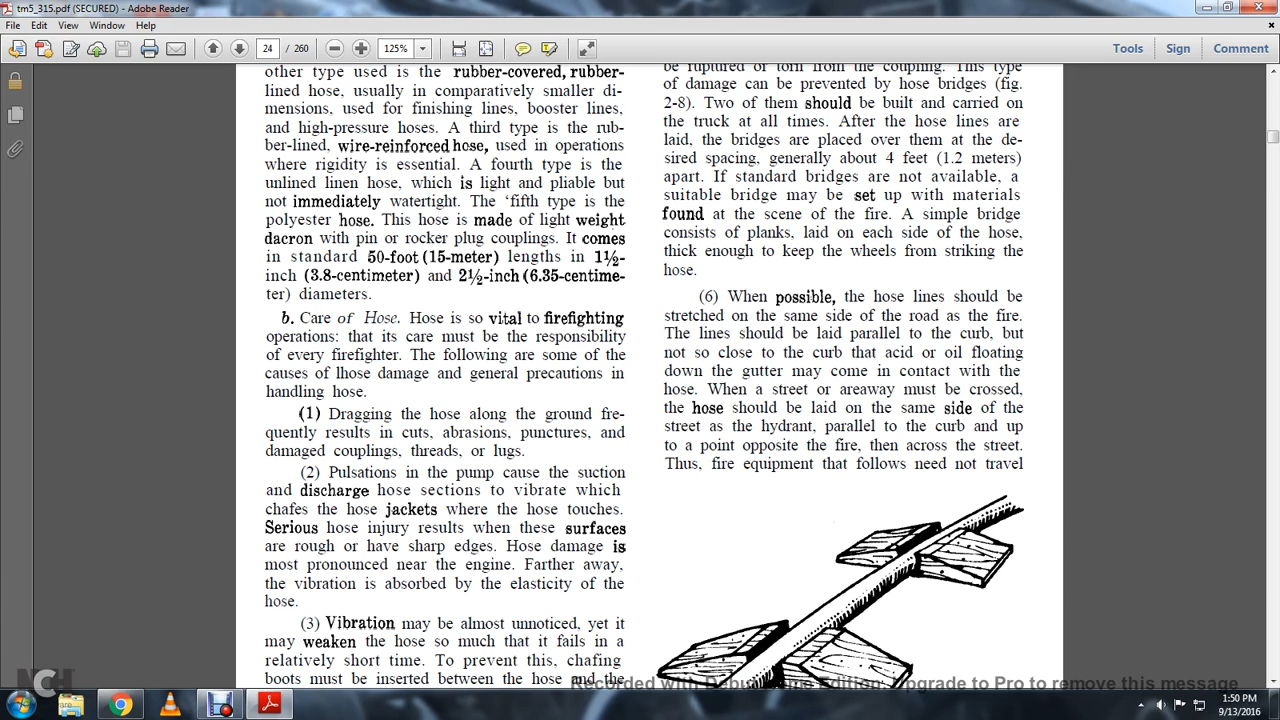 tm5_315.pdf (SECURED) - Adobe Reader
File Edit View Window Help
24 / 260
125%
Tools Sign Comment
other type used is the rubber-covered, rubber-
lined hose, usually in comparatively smaller di-
mensions, used for finishing lines, booster lines,
and high-pressure hoses. A third type is the rub-
ber-lined, wire-reinforced hose, used in operations
where rigidity is essential. A fourth type is the
unlined linen hose, which is light and pliable but
not immediately watertight. The ‘fifth type is the
polyester hose. This hose is made of light weight
dacron with pin or rocker plug couplings. It comes
in standard 50-foot (15-meter) lengths in 1½-
inch (3.8-centimeter) and 2½-inch (6.35-centime-
ter) diameters.
b. Care of Hose. Hose is so vital to firefighting
operations: that its care must be the responsibility
of every firefighter. The following are some of the
causes of lhose damage and general precautions in
handling hose.
(1) Dragging the hose along the ground fre-
quently results in cuts, abrasions, punctures, and
damaged couplings, threads, or lugs.
(2) Pulsations in the pump cause the suction
and discharge hose sections to vibrate which
chafes the hose jackets where the hose touches.
Serious hose injury results when these surfaces
are rough or have sharp edges. Hose damage is
most pronounced near the engine. Farther away,
the vibration is absorbed by the elasticity of the
hose.
(3) Vibration may be almost unnoticed, yet it
may weaken the hose so much that it fails in a
relatively short time. To prevent this, chafing
boots must be inserted between the hose and the
be ruptured or torn from the coupling. This type
of damage can be prevented by hose bridges (fig.
2-8). Two of them should be built and carried on
the truck at all times. After the hose lines are
laid, the bridges are placed over them at the de-
sired spacing, generally about 4 feet (1.2 meters)
apart. If standard bridges are not available, a
suitable bridge may be set up with materials
found at the scene of the fire. A simple bridge
consists of planks, laid on each side of the hose,
thick enough to keep the wheels from striking the
hose.
(6) When possible, the hose lines should be
stretched on the same side of the road as the fire.
The lines should be laid parallel to the curb, but
not so close to the curb that acid or oil floating
down the gutter may come in contact with the
hose. When a street or areaway must be crossed,
the hose should be laid on the same side of the
street as the hydrant, parallel to the curb and up
to a point opposite the fire, then across the street.
Thus, fire equipment that follows need not travel
NCH
Recorded with Debut Home Edition. Upgrade to Pro to remove this message
1:50 PM
9/13/2016